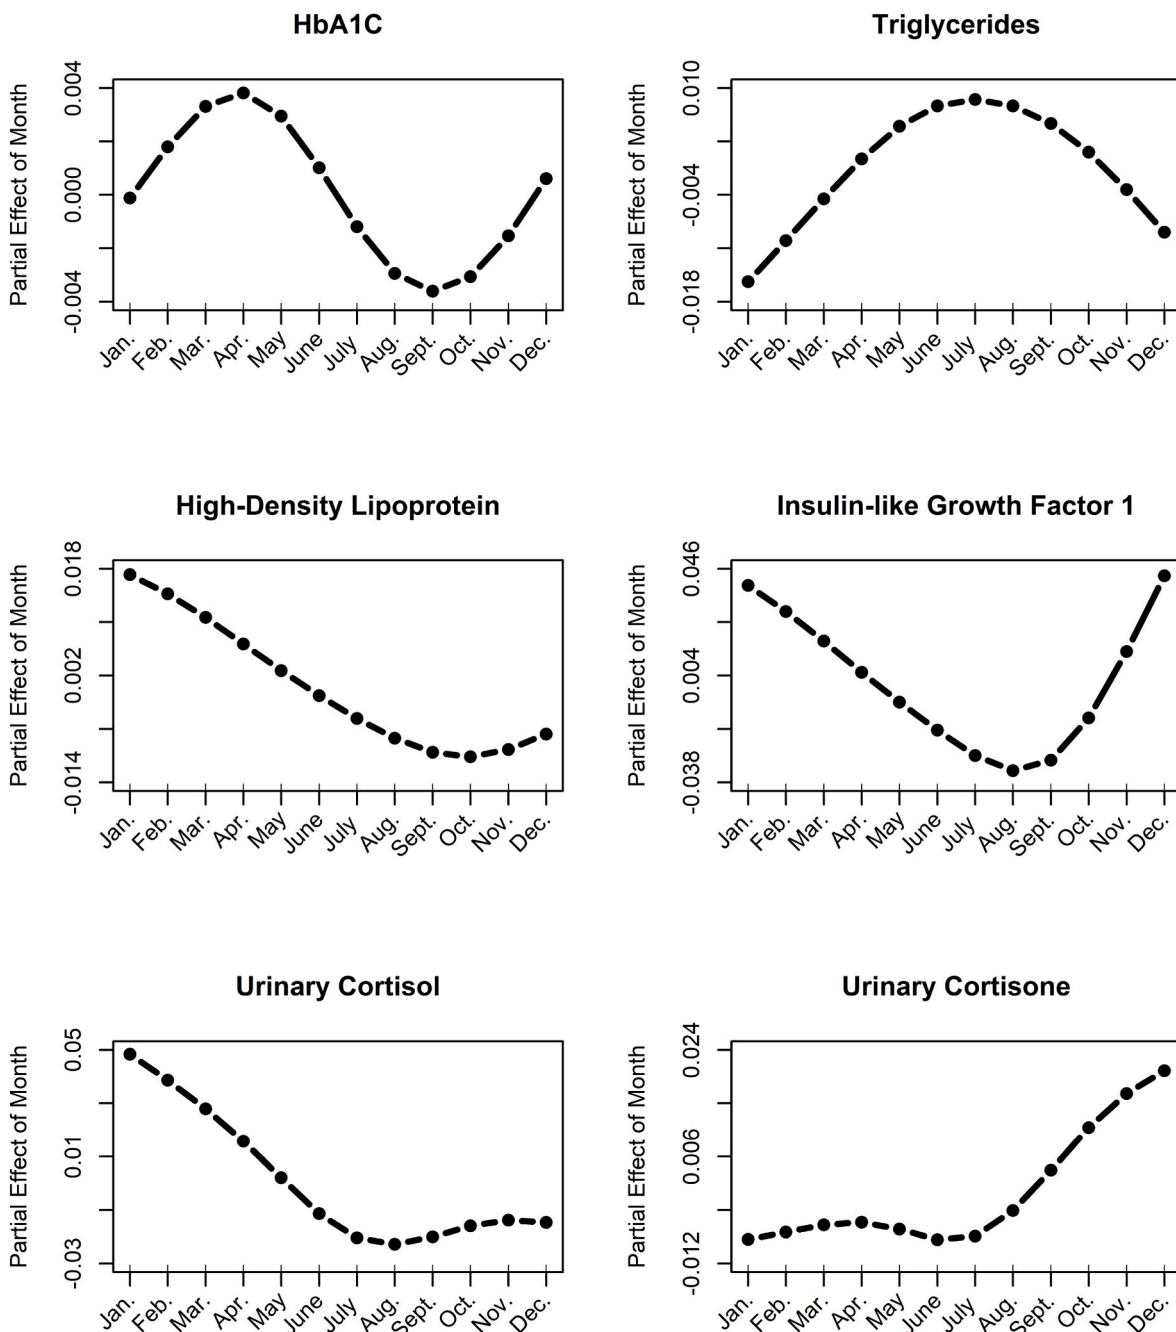 HbA1C
Partial Effect of Month
0.004
0.000
-0.004
Jan. Feb. Mar. Apr. May June July Aug. Sept. Oct. Nov. Dec.
Triglycerides
Partial Effect of Month
0.010
-0.004
-0.018
Jan. Feb. Mar. Apr. May June July Aug. Sept. Oct. Nov. Dec.
High-Density Lipoprotein
Partial Effect of Month
0.018
0.002
-0.014
Jan. Feb. Mar. Apr. May June July Aug. Sept. Oct. Nov. Dec.
Insulin-like Growth Factor 1
Partial Effect of Month
0.046
0.004
-0.038
Jan. Feb. Mar. Apr. May June July Aug. Sept. Oct. Nov. Dec.
Urinary Cortisol
Partial Effect of Month
0.05
0.01
-0.03
Jan. Feb. Mar. Apr. May June July Aug. Sept. Oct. Nov. Dec.
Urinary Cortisone
Partial Effect of Month
0.024
0.006
-0.012
Jan. Feb. Mar. Apr. May June July Aug. Sept. Oct. Nov. Dec.